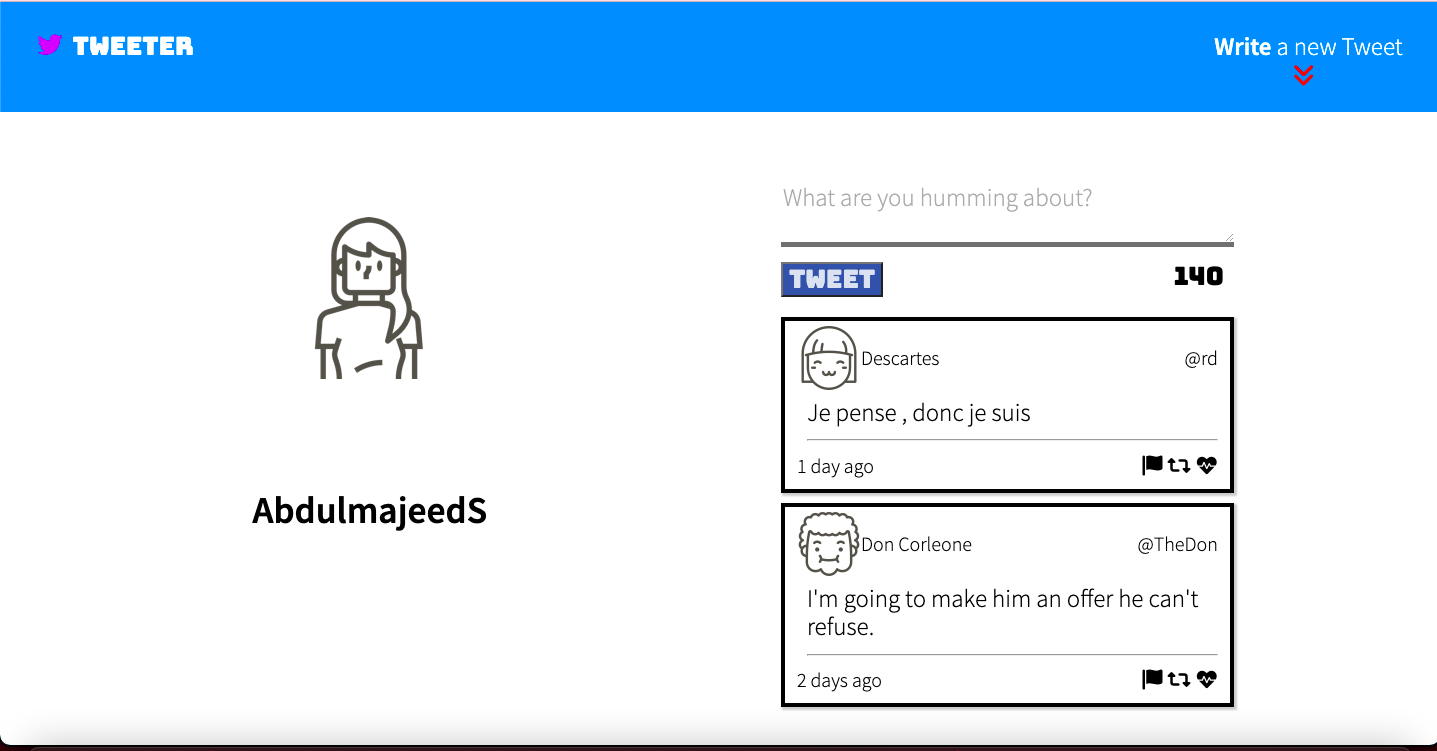 TWEETER
Write a new Tweet
What are you humming about?
TWEET
140
Descartes
@rd
Je pense , donc je suis
1 day ago
AbdulmajeedS
Don Corleone
@TheDon
I'm going to make him an offer he can't
refuse.
2 days ago